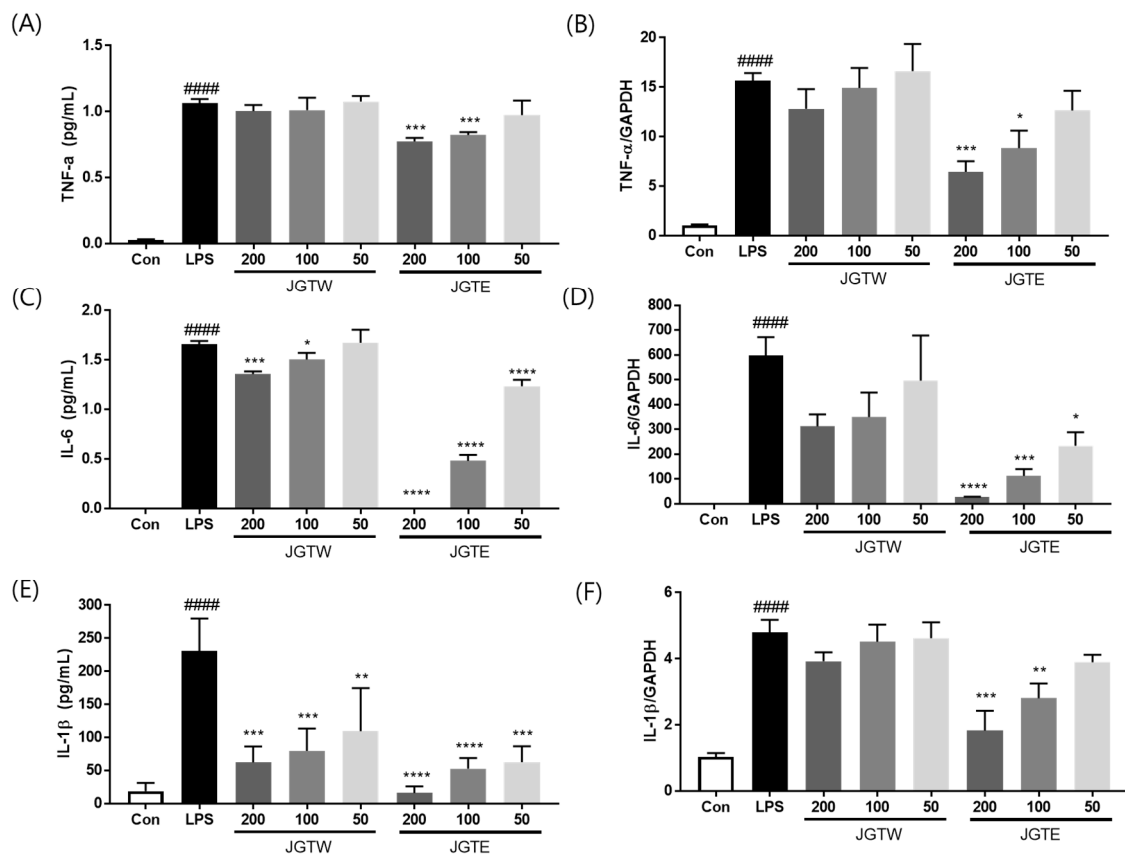 (A)
TNF-a (pg/mL)
1.5
1.0
0.5
0.0
####
*** ***
Con LPS 200 100 50 200 100 50
JGTW JGTE
(B)
TNF-α/GAPDH
20
15
10
5
0
####
*** *
Con LPS 200 100 50 200 100 50
JGTW JGTE
(C)
IL-6 (pg/mL)
2.0
1.5
1.0
0.5
0.0
####
*** * **** **** ****
Con LPS 200 100 50 200 100 50
JGTW JGTE
(D)
IL-6/GAPDH
800
700
600
500
400
300
200
100
0
####
**** *** *
Con LPS 200 100 50 200 100 50
JGTW JGTE
(E)
IL-1β (pg/mL)
300
250
200
150
100
50
0
####
*** *** ** **** **** ***
Con LPS 200 100 50 200 100 50
JGTW JGTE
(F)
IL-1β/GAPDH
6
4
2
0
####
*** **
Con LPS 200 100 50 200 100 50
JGTW JGTE